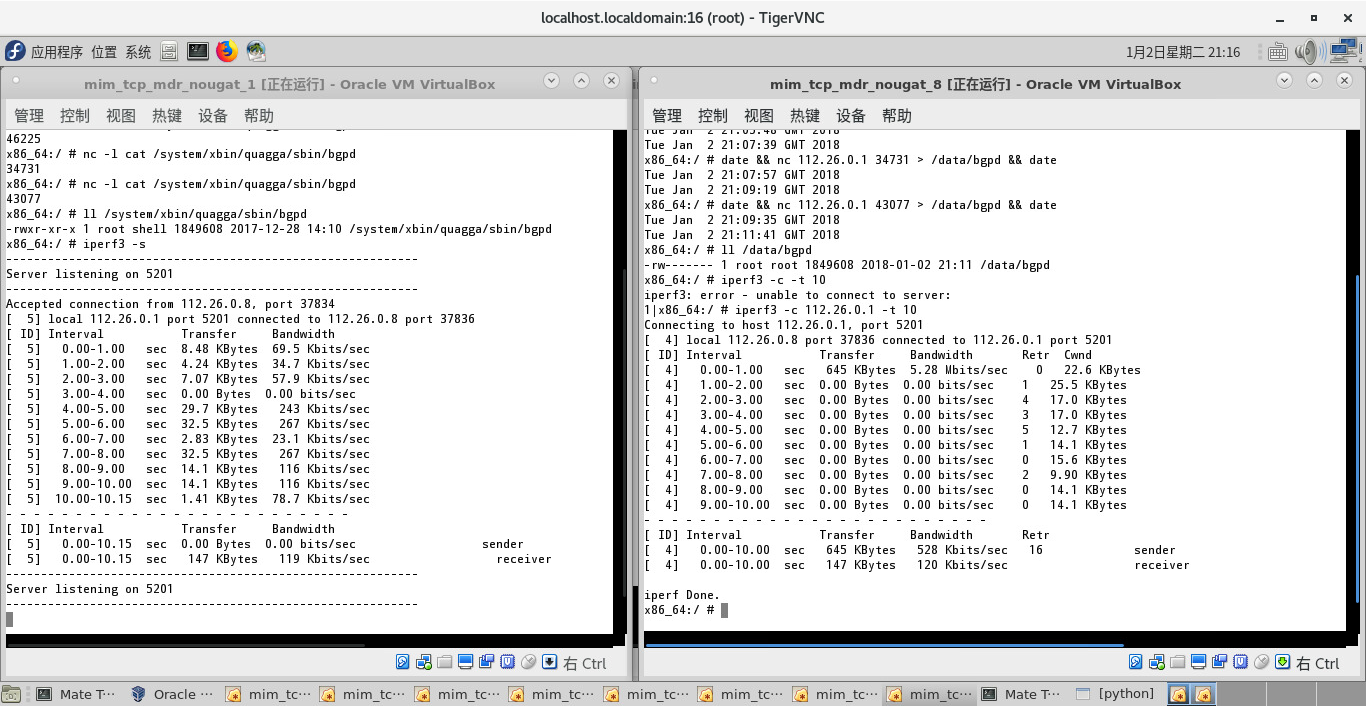 localhost.localdomain:16 (root) - TigerVNC
应用程序 位置 系统
1月2日星期二 21:16
mim_tcp_mdr_nougat_1 [正在运行] - Oracle VM VirtualBox
管理 控制 视图 热键 设备 帮助
46225
x86_64:/ # nc -l cat /system/xbin/quagga/sbin/bgpd
34731
x86_64:/ # nc -l cat /system/xbin/quagga/sbin/bgpd
43077
x86_64:/ # ll /system/xbin/quagga/sbin/bgpd
-rwxr-xr-x 1 root shell 1849608 2017-12-28 14:10 /system/xbin/quagga/sbin/bgpd
x86_64:/ # iperf3 -s
-----------------------------------------------------------
Server listening on 5201
-----------------------------------------------------------
Accepted connection from 112.26.0.8, port 37834
[  5] local 112.26.0.1 port 5201 connected to 112.26.0.8 port 37836
[ ID] Interval           Transfer     Bandwidth
[  5]   0.00-1.00   sec  8.48 KBytes  69.5 Kbits/sec
[  5]   1.00-2.00   sec  4.24 KBytes  34.7 Kbits/sec
[  5]   2.00-3.00   sec  7.07 KBytes  57.9 Kbits/sec
[  5]   3.00-4.00   sec  0.00 Bytes  0.00 bits/sec
[  5]   4.00-5.00   sec  29.7 KBytes   243 Kbits/sec
[  5]   5.00-6.00   sec  32.5 KBytes   267 Kbits/sec
[  5]   6.00-7.00   sec  2.83 KBytes  23.1 Kbits/sec
[  5]   7.00-8.00   sec  32.5 KBytes   267 Kbits/sec
[  5]   8.00-9.00   sec  14.1 KBytes   116 Kbits/sec
[  5]   9.00-10.00  sec  14.1 KBytes   116 Kbits/sec
[  5]  10.00-10.15  sec  1.41 KBytes  78.7 Kbits/sec
- - - - - - - - - - - - - - - - - - - - - - - - -
[ ID] Interval           Transfer     Bandwidth
[  5]   0.00-10.15  sec  0.00 Bytes  0.00 bits/sec                  sender
[  5]   0.00-10.15  sec   147 KBytes   119 Kbits/sec                  receiver
-----------------------------------------------------------
Server listening on 5201
-----------------------------------------------------------
右 Ctrl
mim_tcp_mdr_nougat_8 [正在运行] - Oracle VM VirtualBox
管理 控制 视图 热键 设备 帮助
Tue Jan  2 21:05:48 GMT 2018
Tue Jan  2 21:07:39 GMT 2018
x86_64:/ # date && nc 112.26.0.1 34731 > /data/bgpd && date
Tue Jan  2 21:07:57 GMT 2018
Tue Jan  2 21:09:19 GMT 2018
x86_64:/ # date && nc 112.26.0.1 43077 > /data/bgpd && date
Tue Jan  2 21:09:35 GMT 2018
Tue Jan  2 21:11:41 GMT 2018
x86_64:/ # ll /data/bgpd
-rw------- 1 root root 1849608 2018-01-02 21:11 /data/bgpd
x86_64:/ # iperf3 -c -t 10
iperf3: error - unable to connect to server:
1|x86_64:/ # iperf3 -c 112.26.0.1 -t 10
Connecting to host 112.26.0.1, port 5201
[  4] local 112.26.0.8 port 37836 connected to 112.26.0.1 port 5201
[ ID] Interval           Transfer     Bandwidth       Retr  Cwnd
[  4]   0.00-1.00   sec   645 KBytes  5.28 Mbits/sec    0   22.6 KBytes
[  4]   1.00-2.00   sec  0.00 Bytes  0.00 bits/sec    1   25.5 KBytes
[  4]   2.00-3.00   sec  0.00 Bytes  0.00 bits/sec    4   17.0 KBytes
[  4]   3.00-4.00   sec  0.00 Bytes  0.00 bits/sec    3   17.0 KBytes
[  4]   4.00-5.00   sec  0.00 Bytes  0.00 bits/sec    5   12.7 KBytes
[  4]   5.00-6.00   sec  0.00 Bytes  0.00 bits/sec    1   14.1 KBytes
[  4]   6.00-7.00   sec  0.00 Bytes  0.00 bits/sec    0   15.6 KBytes
[  4]   7.00-8.00   sec  0.00 Bytes  0.00 bits/sec    2   9.90 KBytes
[  4]   8.00-9.00   sec  0.00 Bytes  0.00 bits/sec    0   14.1 KBytes
[  4]   9.00-10.00  sec  0.00 Bytes  0.00 bits/sec    0   14.1 KBytes
- - - - - - - - - - - - - - - - - - - - - - - - -
[ ID] Interval           Transfer     Bandwidth       Retr
[  4]   0.00-10.00  sec   645 KBytes   528 Kbits/sec   16             sender
[  4]   0.00-10.00  sec   147 KBytes   120 Kbits/sec                  receiver
iperf Done.
x86_64:/ #
右 Ctrl
Mate T··· Oracle ··· mim_tc··· mim_tc··· mim_tc··· mim_tc··· mim_tc··· mim_tc··· mim_tc··· mim_tc··· Mate T··· [python]